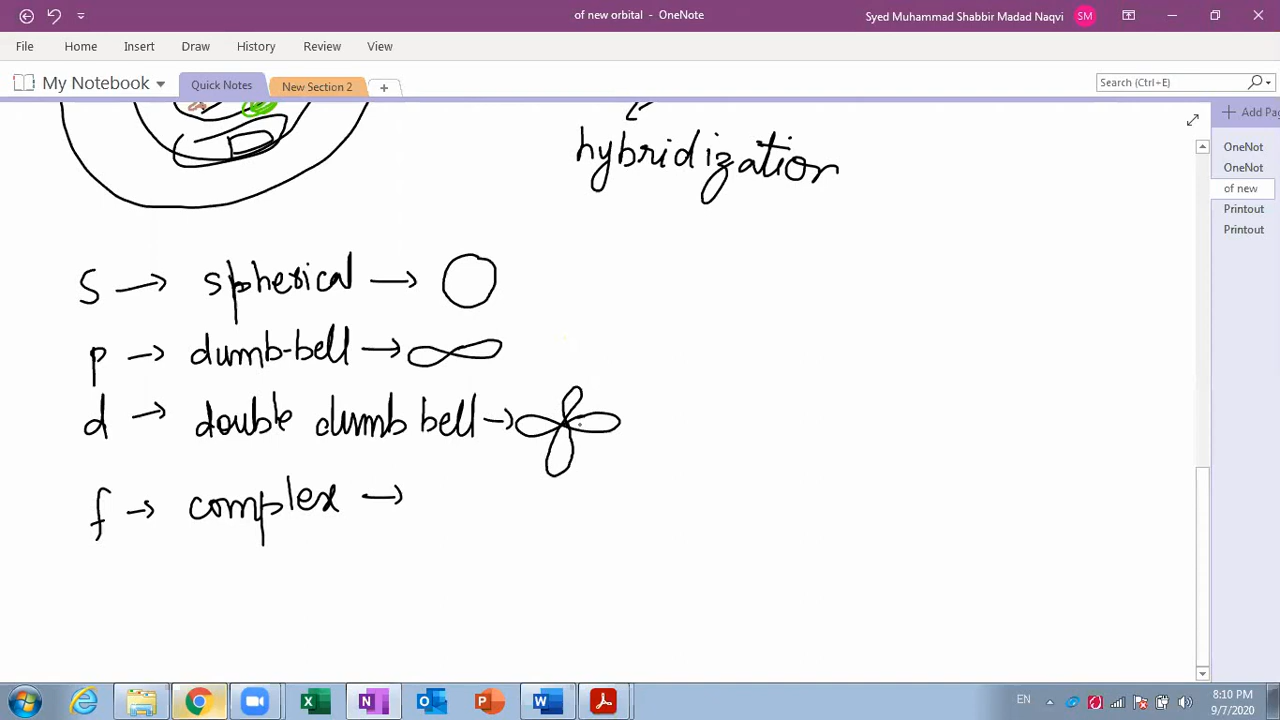 of new orbital - OneNote
Syed Muhammad Shabbir Madad Naqvi SM
File Home Insert Draw History Review View
My Notebook Quick Notes New Section 2 Search (Ctrl+E)
Add Pag
OneNot
OneNot
of new
Printout
Printout
hybridization
S → spherical →
p → dumb-bell →
d → double dumb bell →
f → complex →
EN 8:10 PM
9/7/2020